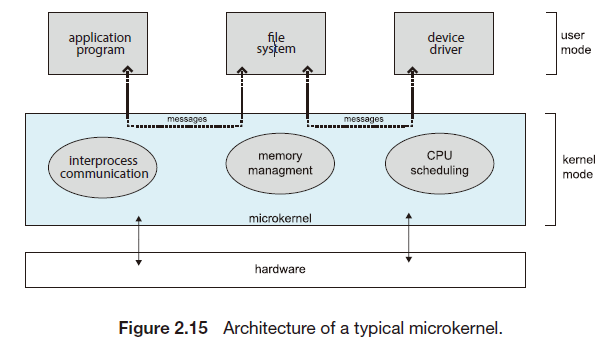 application
program
file
system
device
driver
user
mode
messages
messages
interprocess
communication
memory
managment
CPU
scheduling
kernel
mode
microkernel
hardware
Figure 2.15 Architecture of a typical microkernel.